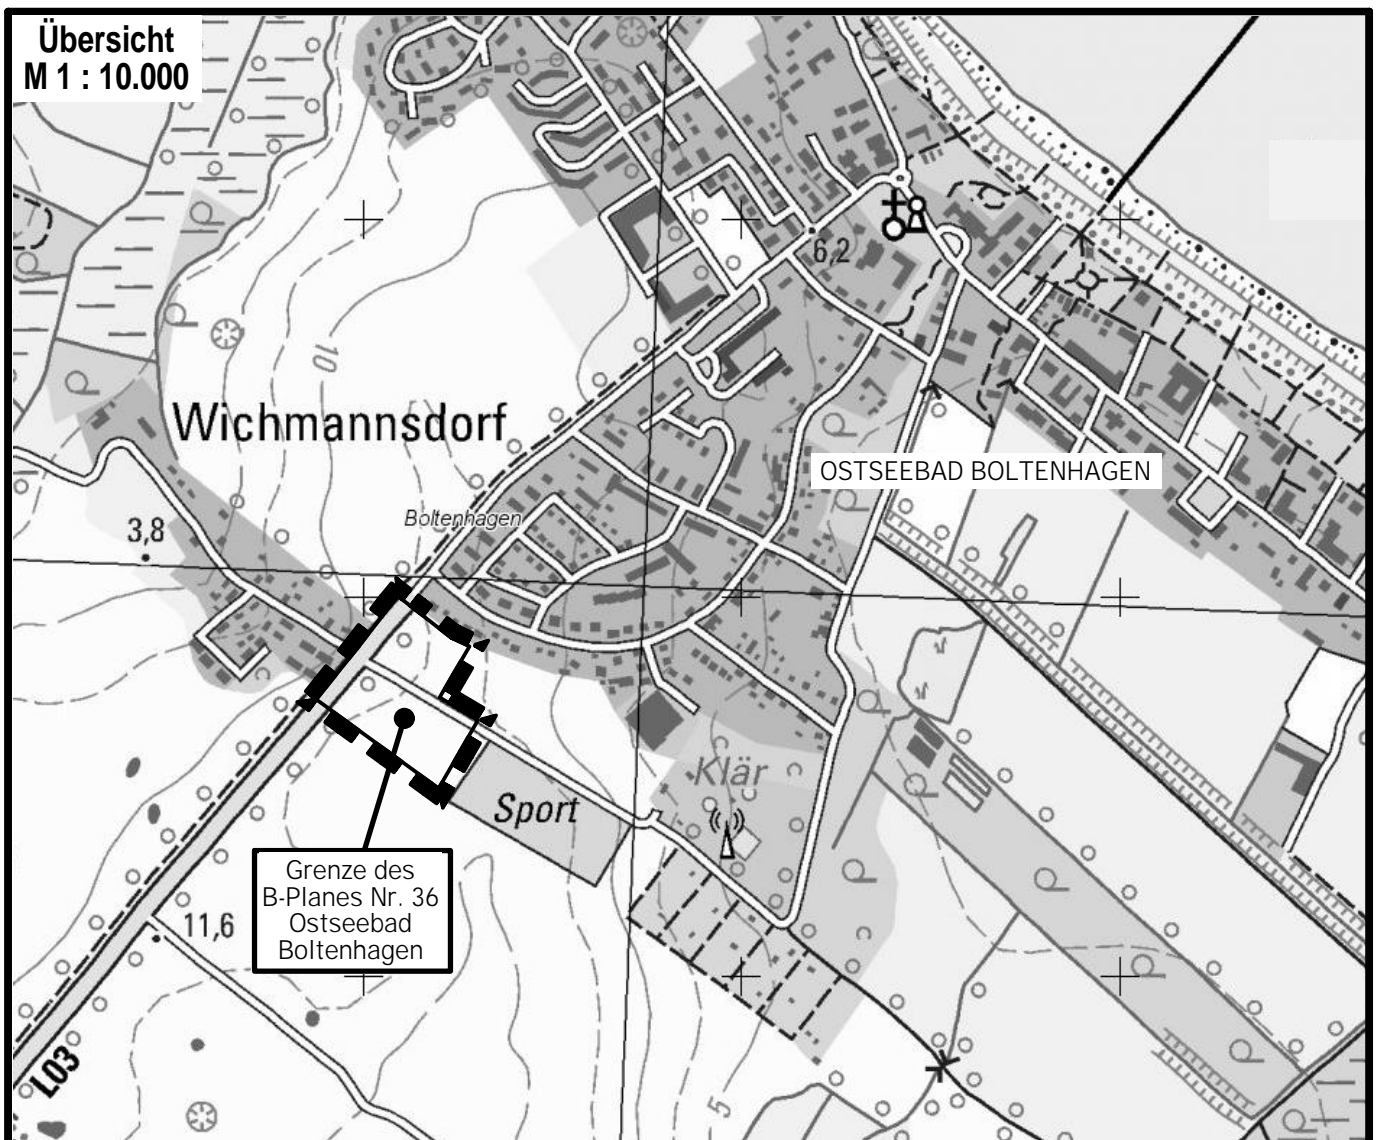 Übersicht
M 1 : 10.000
6,2
10
Wichmannsdorf
OSTSEEBAD BOLTENHAGEN
Boltenhagen
3,8
Klär
Sport
Grenze des
B-Planes Nr. 36
Ostseebad
Boltenhagen
11,6
L03
5